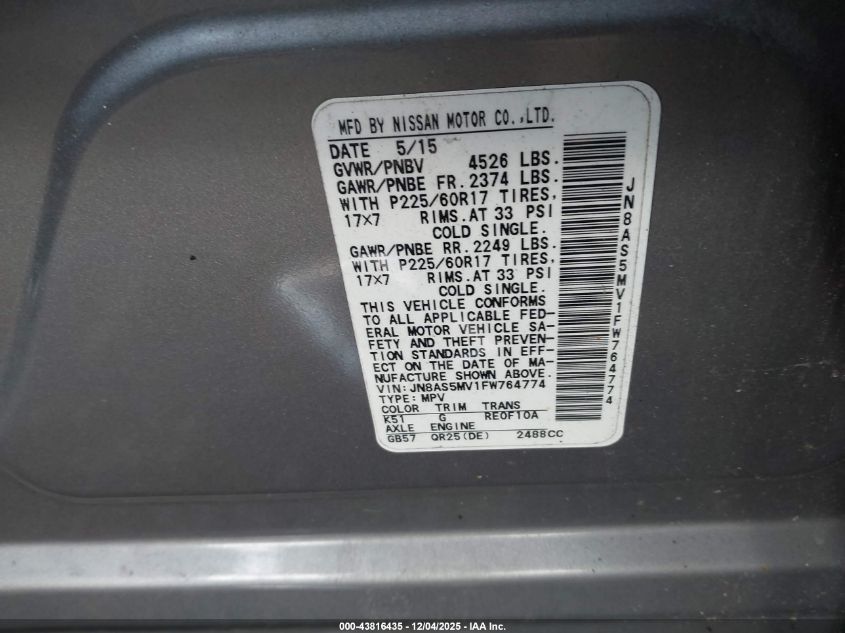 MFD BY NISSAN MOTOR CO.,LTD.
DATE 5/15
GVWR/PNBV 4526 LBS.
GAWR/PNBE FR. 2374 LBS.
WITH P225/60R17 TIRES,
17x7 RIMS.AT 33 PSI
COLD SINGLE.
GAWR/PNBE RR. 2249 LBS.
WITH P225/60R17 TIRES,
17x7 RIMS.AT 33 PSI
COLD SINGLE.
THIS VEHICLE CONFORMS
TO ALL APPLICABLE FED-
ERAL MOTOR VEHICLE SA-
FETY AND THEFT PREVEN-
TION STANDARDS IN EFF-
ECT ON THE DATE OF MA-
NUFACTURE SHOWN ABOVE.
VIN: JN8AS5MV1FW764774
TYPE: MPV
COLOR TRIM TRANS
K51 G RE0F10A
AXLE ENGINE
GB57 QR25(DE) 2488CC
JN8AS5MV1FW764774
000-43816435 - 12/04/2025 - IAA Inc.